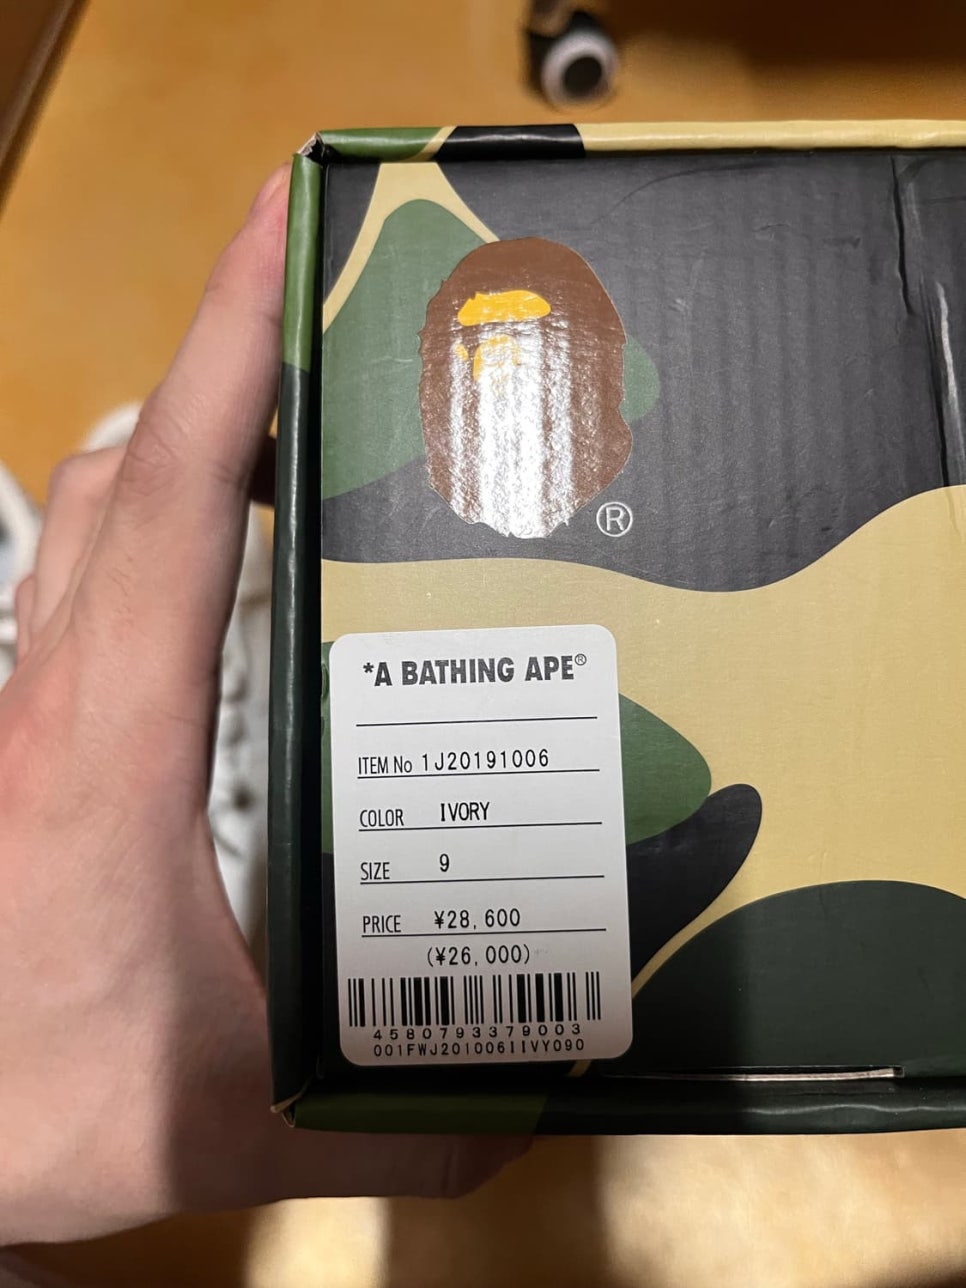 ®
*A BATHING APE®
ITEM No 1J20191006
COLOR IVORY
SIZE 9
PRICE ¥28,600
(¥26,000)
4580793379003
001FWJ201006IIVY090